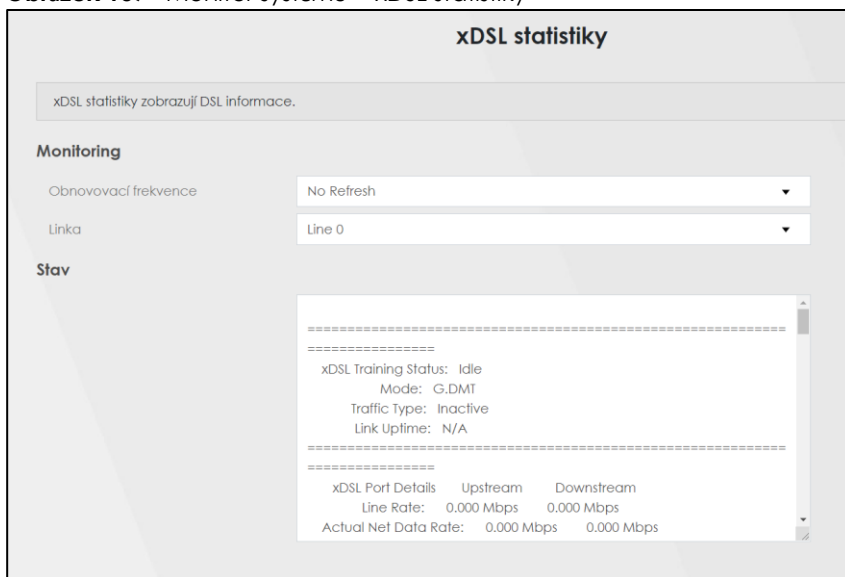 xDSL statistiky
xDSL statistiky zobrazují DSL informace.
Monitoring
Obnovovací frekvence No Refresh
Linka Line 0
Stav
============================================================
================
xDSL Training Status: Idle
Mode: G.DMT
Traffic Type: Inactive
Link Uptime: N/A
============================================================
================
xDSL Port Details Upstream Downstream
Line Rate: 0.000 Mbps 0.000 Mbps
Actual Net Data Rate: 0.000 Mbps 0.000 Mbps